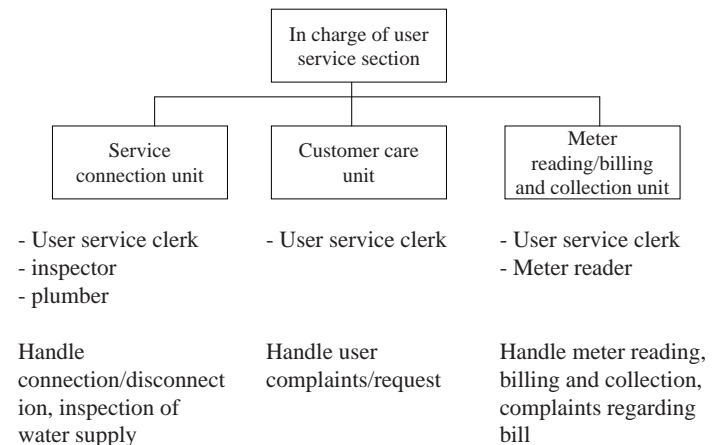 In charge of user
service section
Service
connection unit
Customer care
unit
Meter
reading/billing
and collection unit
- User service clerk
- inspector
- plumber
- User service clerk
- User service clerk
- Meter reader
Handle
connection/disconnect
ion, inspection of
water supply
Handle user
complaints/request
Handle meter reading,
billing and collection,
complaints regarding
bill